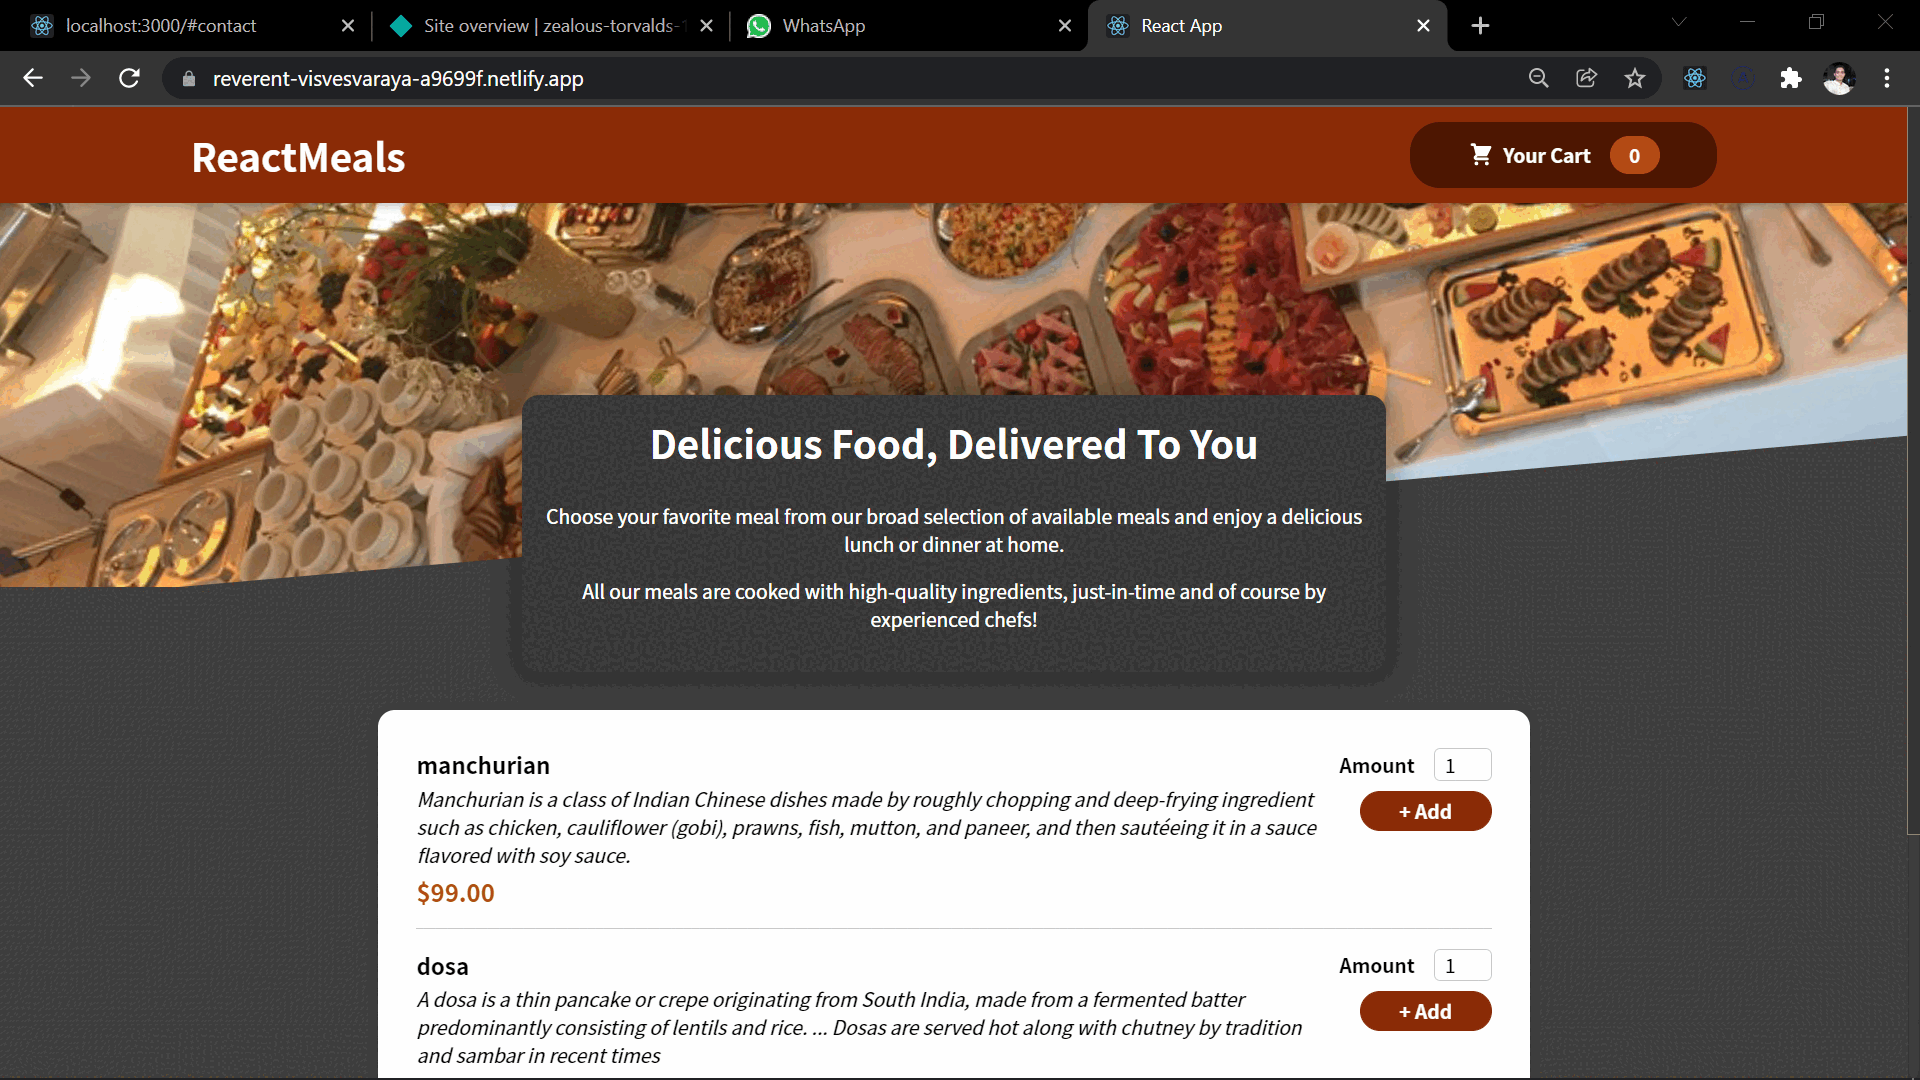 localhost:3000/#contact
Site overview | zealous-torvalds-
WhatsApp
React App
reverent-visvesvaraya-a9699f.netlify.app
ReactMeals
Your Cart 0
Delicious Food, Delivered To You
Choose your favorite meal from our broad selection of available meals and enjoy a delicious
lunch or dinner at home.
All our meals are cooked with high-quality ingredients, just-in-time and of course by
experienced chefs!
manchurian
Amount 1
Manchurian is a class of Indian Chinese dishes made by roughly chopping and deep-frying ingredient
such as chicken, cauliflower (gobi), prawns, fish, mutton, and paneer, and then sautéeing it in a sauce
flavored with soy sauce.
+ Add
$99.00
dosa
Amount 1
A dosa is a thin pancake or crepe originating from South India, made from a fermented batter
predominantly consisting of lentils and rice. ... Dosas are served hot along with chutney by tradition
and sambar in recent times
+ Add